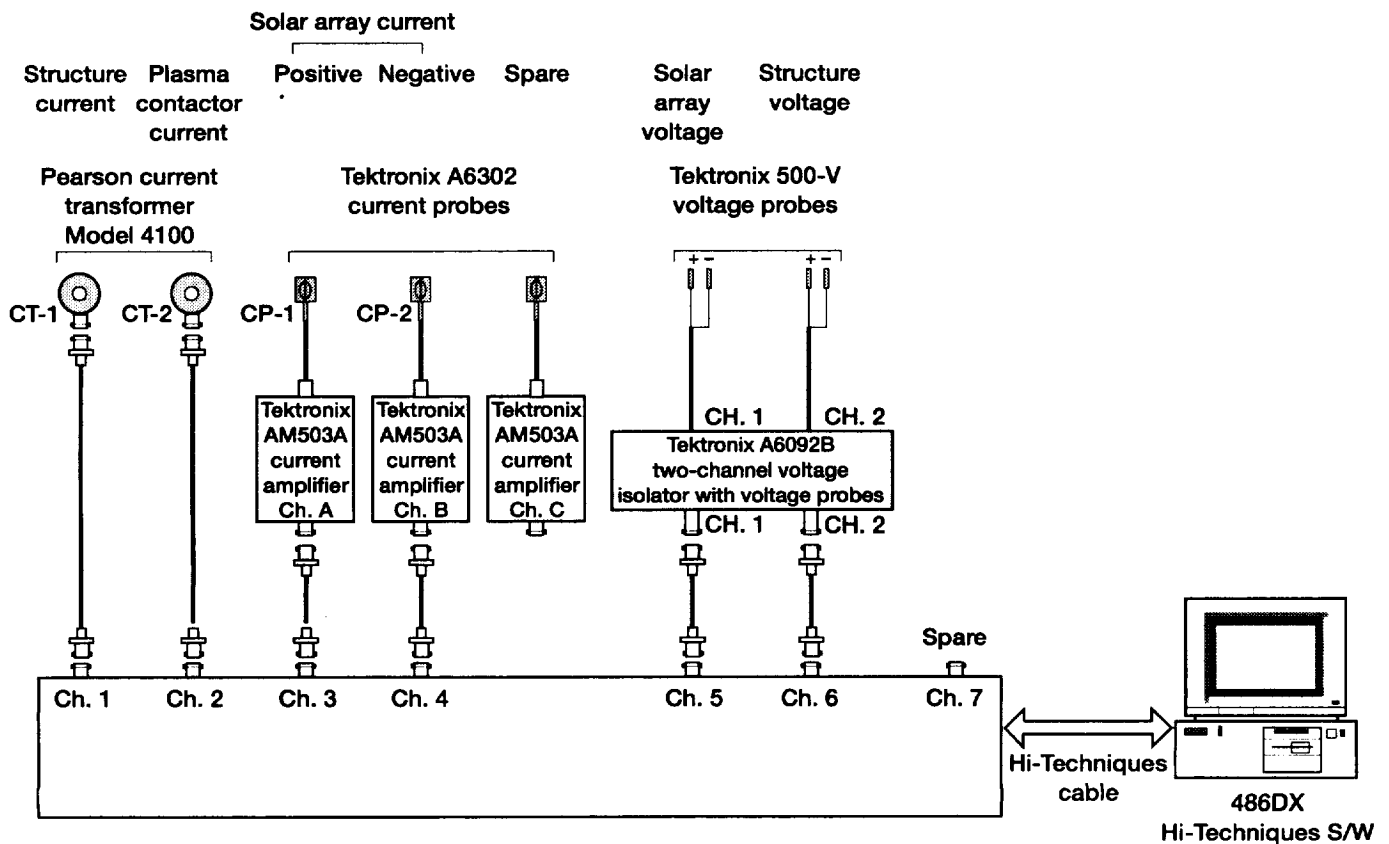 Solar array current
Structure current
Plasma contactor current
Positive
Negative
Spare
Solar array voltage
Structure voltage
Pearson current transformer Model 4100
Tektronix A6302 current probes
Tektronix 500-V voltage probes
+ –
+ –
CT-1
CT-2
CP-1
CP-2
Tektronix AM503A current amplifier Ch. A
Tektronix AM503A current amplifier Ch. B
Tektronix AM503A current amplifier Ch. C
CH. 1
CH. 2
Tektronix A6092B
two-channel voltage
isolator with voltage probes
CH. 1
CH. 2
Spare
Ch. 1
Ch. 2
Ch. 3
Ch. 4
Ch. 5
Ch. 6
Ch. 7
Hi-Techniques
cable
486DX
Hi-Techniques S/W